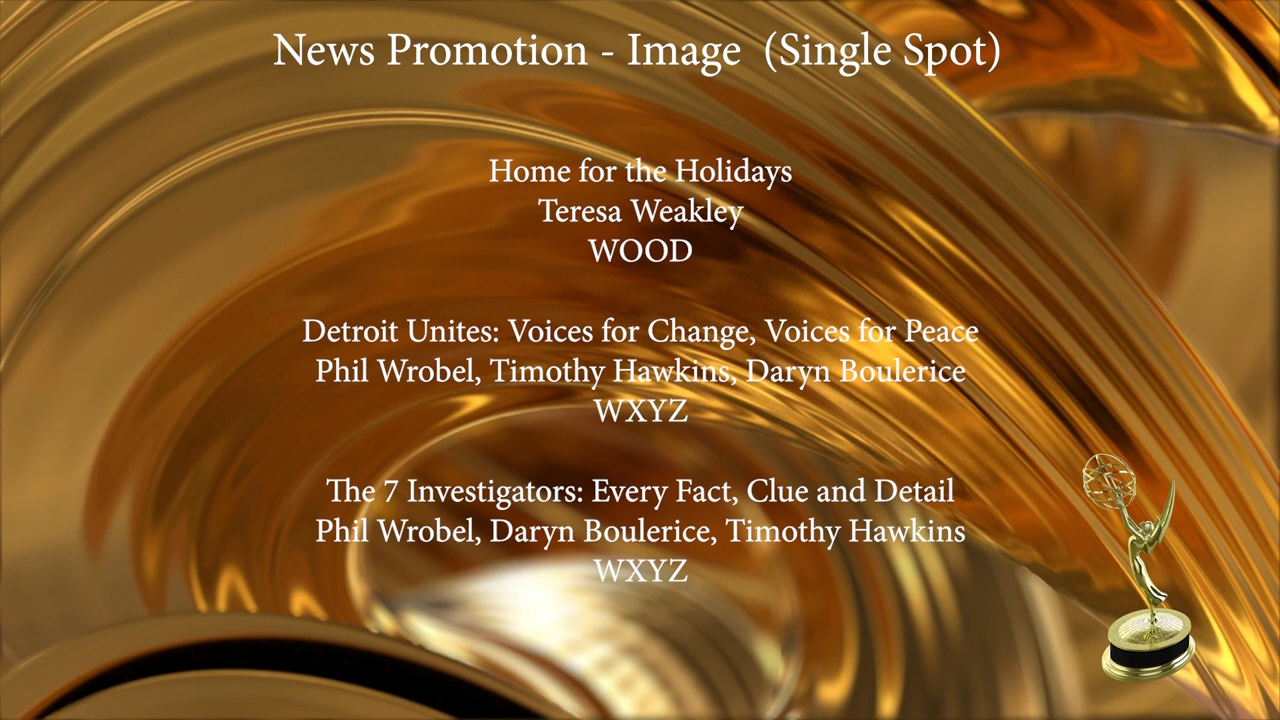 News Promotion - Image (Single Spot)
Home for the Holidays
Teresa Weakley
WOOD
Detroit Unites: Voices for Change, Voices for Peace
Phil Wrobel, Timothy Hawkins, Daryn Boulerice
WXYZ
The 7 Investigators: Every Fact, Clue and Detail
Phil Wrobel, Daryn Boulerice, Timothy Hawkins
WXYZ